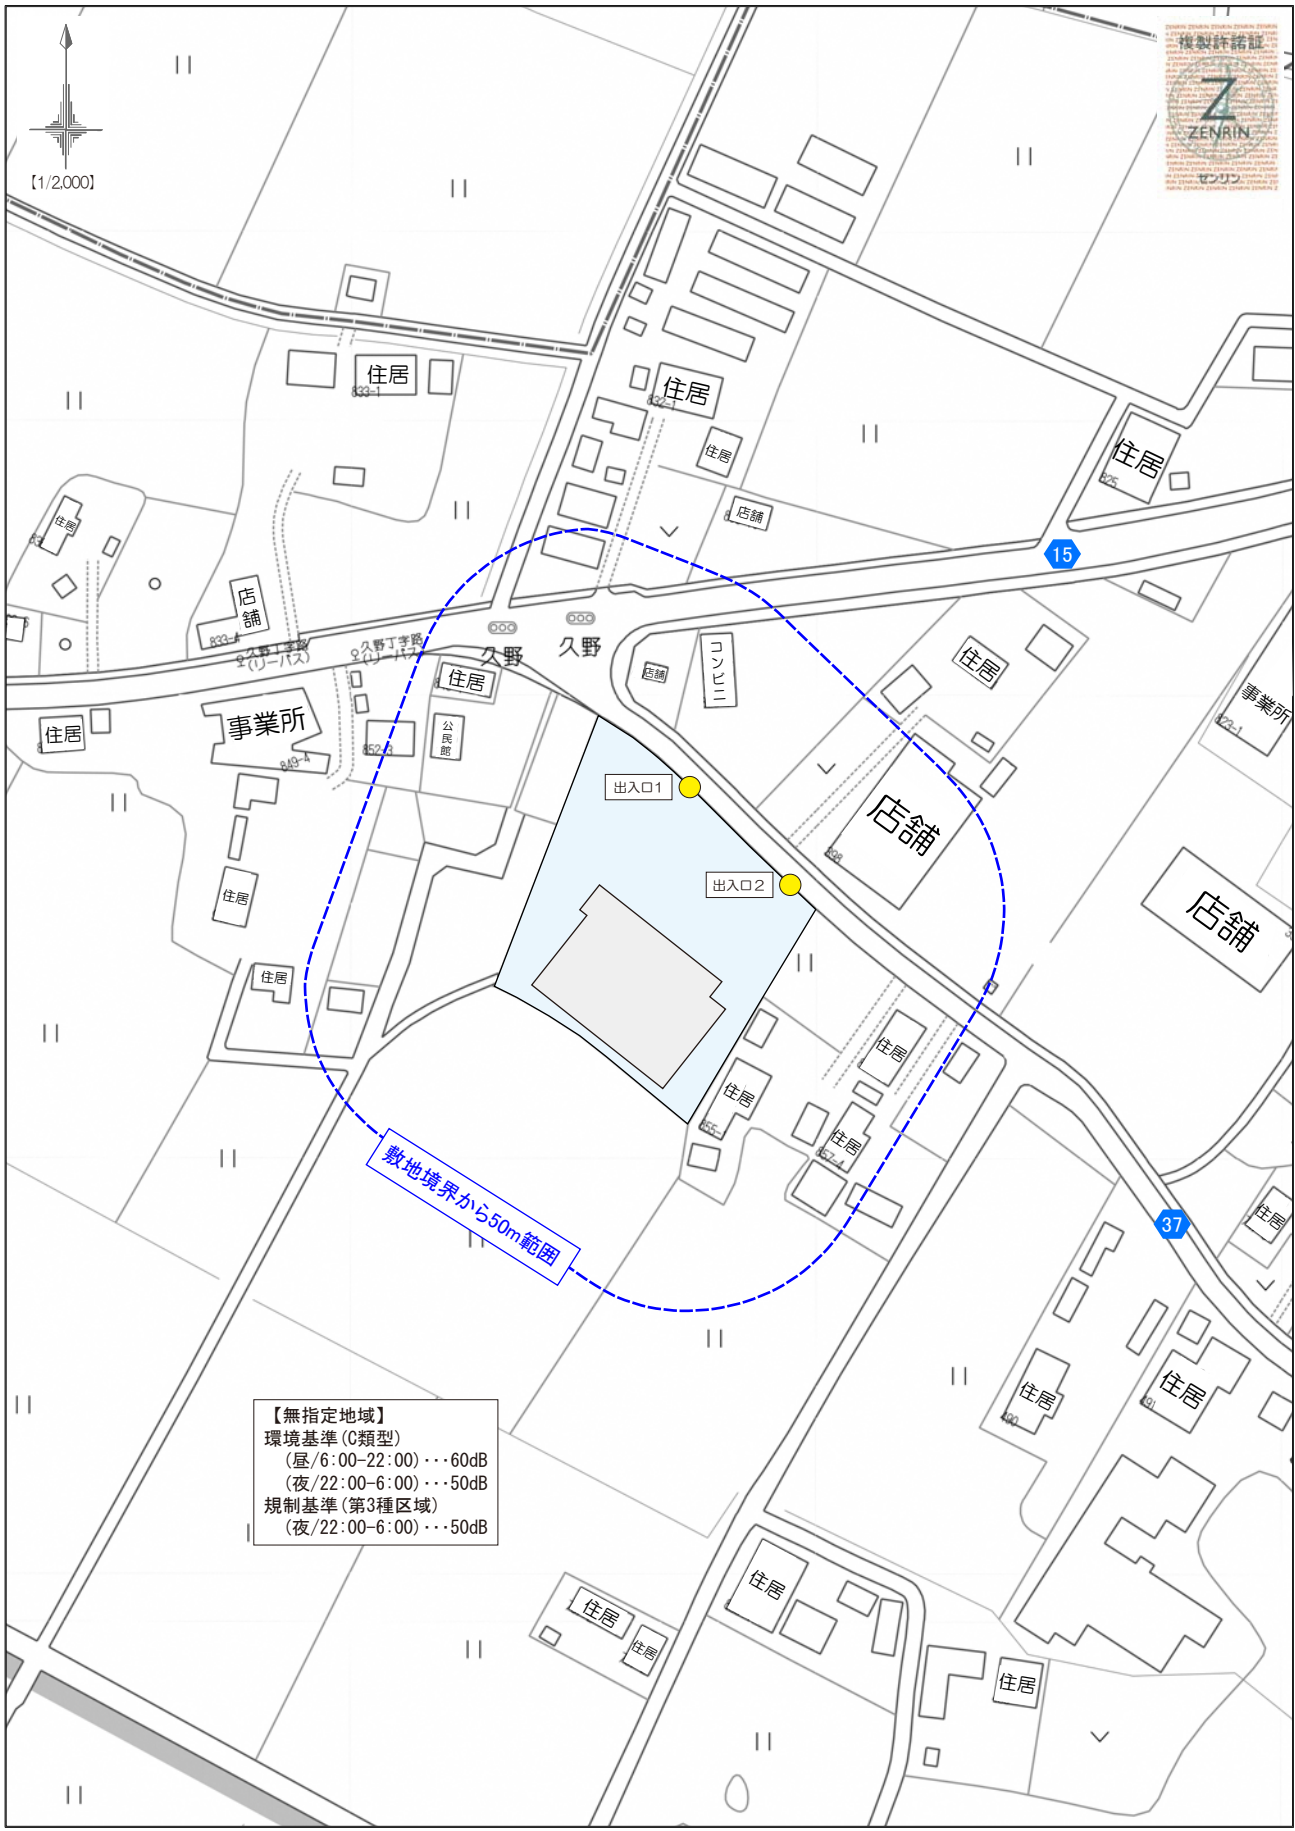 複製許諾証
Z
ZENRIN
ゼンリン
【1/2,000】
住居
833-1
住居
832-1
住居
住居
825
店舗
住居
15
店舗
833-4
久野丁字路
(リーバス)
久野丁字路
(リーバス)
久野
久野
コンビニ
店舗
住居
住居
事業所
823-1
住居
事業所
849-4
公民館
852-3
出入口1
店舗
898
出入口2
住居
店舗
住居
住居
住居
855-
住居
857-4
敷地境界から50m範囲
37
住居
住居
490
住居
491
【無指定地域】
環境基準(C類型)
(昼/6:00-22:00)・・・60dB
(夜/22:00-6:00)・・・50dB
規制基準(第3種区域)
(夜/22:00-6:00)・・・50dB
住居
住居
住居
住居